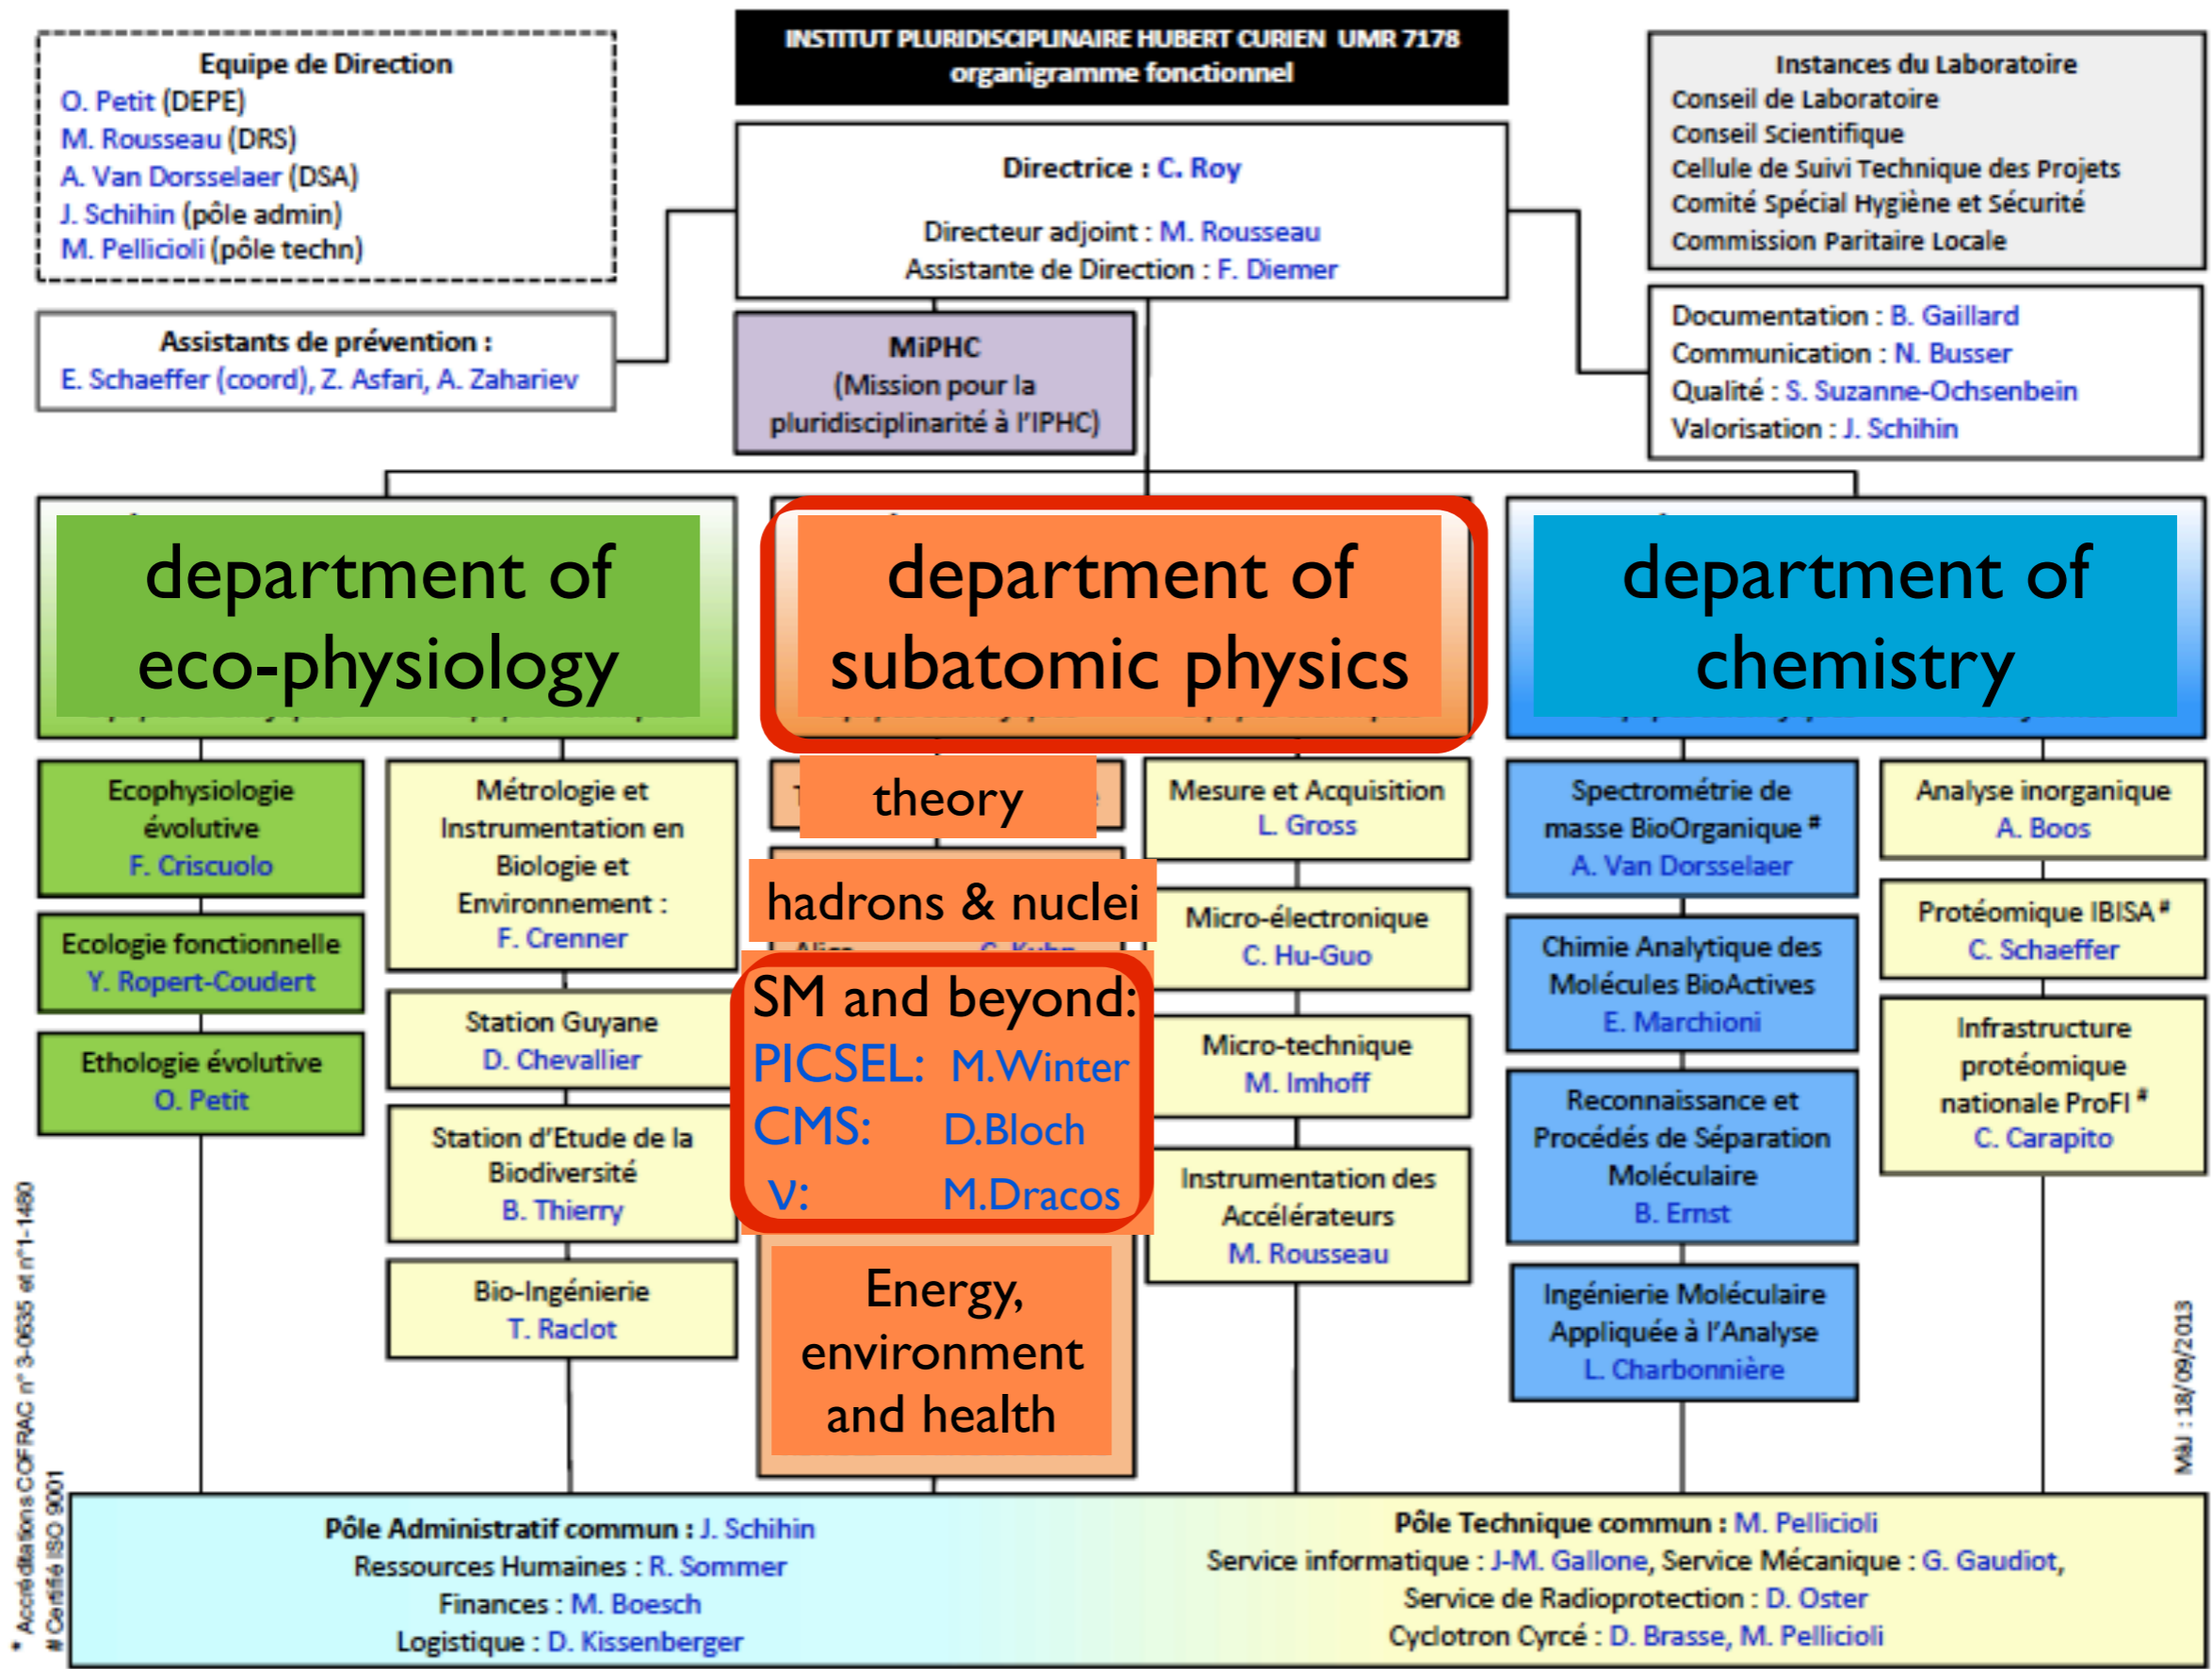 INSTITUT PLURIDISCIPLINAIRE HUBERT CURIEN UMR 7178
organigramme fonctionnel
Equipe de Direction
O. Petit (DEPE)
M. Rousseau (DRS)
A. Van Dorsselaer (DSA)
J. Schihin (pôle admin)
M. Pellicioli (pôle techn)
Directrice : C. Roy
Directeur adjoint : M. Rousseau
Assistante de Direction : F. Diemer
Instances du Laboratoire
Conseil de Laboratoire
Conseil Scientifique
Cellule de Suivi Technique des Projets
Comité Spécial Hygiène et Sécurité
Commission Paritaire Locale
Assistants de prévention :
E. Schaeffer (coord), Z. Asfari, A. Zahariev
MiPHC
(Mission pour la
pluridisciplinarité à l'IPHC)
Documentation : B. Gaillard
Communication : N. Busser
Qualité : S. Suzanne-Ochsenbein
Valorisation : J. Schihin
department of
eco-physiology
department of
subatomic physics
department of
chemistry
Ecophysiologie
évolutive
F. Criscuolo
Ecologie fonctionnelle
Y. Ropert-Coudert
Ethologie évolutive
O. Petit
Métrologie et
Instrumentation en
Biologie et
Environnement :
F. Crenner
Station Guyane
D. Chevallier
Station d'Etude de la
Biodiversité
B. Thierry
Bio-Ingénierie
T. Raclot
theory
hadrons & nuclei
SM and beyond:
PICSEL: M.Winter
CMS: D.Bloch
ν: M.Dracos
Energy,
environment
and health
Mesure et Acquisition
L. Gross
Micro-électronique
C. Hu-Guo
Micro-technique
M. Imhoff
Instrumentation des
Accélérateurs
M. Rousseau
Spectrométrie de
masse BioOrganique #
A. Van Dorsselaer
Chimie Analytique des
Molécules BioActives
E. Marchioni
Reconnaissance et
Procédés de Séparation
Moléculaire
B. Ernst
Ingénierie Moléculaire
Appliquée à l'Analyse
L. Charbonnière
Analyse inorganique
A. Boos
Protéomique IBISA #
C. Schaeffer
Infrastructure
protéomique
nationale ProFI #
C. Carapito
* Accréditations COFRAC n° 3-0635 et n°1-1480
# Certifié ISO 9001
MàJ : 18/09/2013
Pôle Administratif commun : J. Schihin
Ressources Humaines : R. Sommer
Finances : M. Boesch
Logistique : D. Kissenberger
Pôle Technique commun : M. Pellicioli
Service informatique : J-M. Gallone, Service Mécanique : G. Gaudiot,
Service de Radioprotection : D. Oster
Cyclotron Cyrcé : D. Brasse, M. Pellicioli